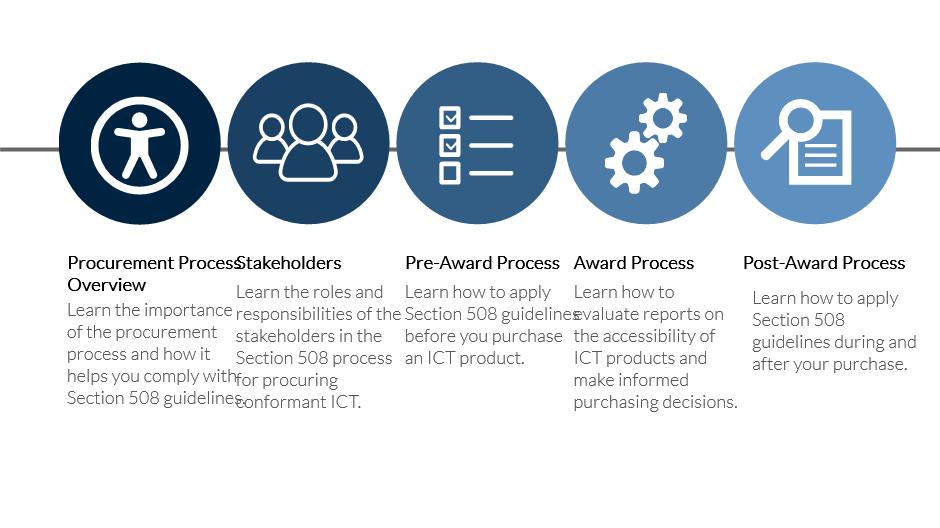 Procurement Process
Overview
Learn the importance
of the procurement
process and how it
helps you comply with
Section 508 guidelines.
Stakeholders
Learn the roles and
responsibilities of the
stakeholders in the
Section 508 process
for procuring
conformant ICT.
Pre-Award Process
Learn how to apply
Section 508 guidelines
before you purchase
an ICT product.
Award Process
Learn how to
evaluate reports on
the accessibility of
ICT products and
make informed
purchasing decisions.
Post-Award Process
Learn how to apply
Section 508
guidelines during and
after your purchase.